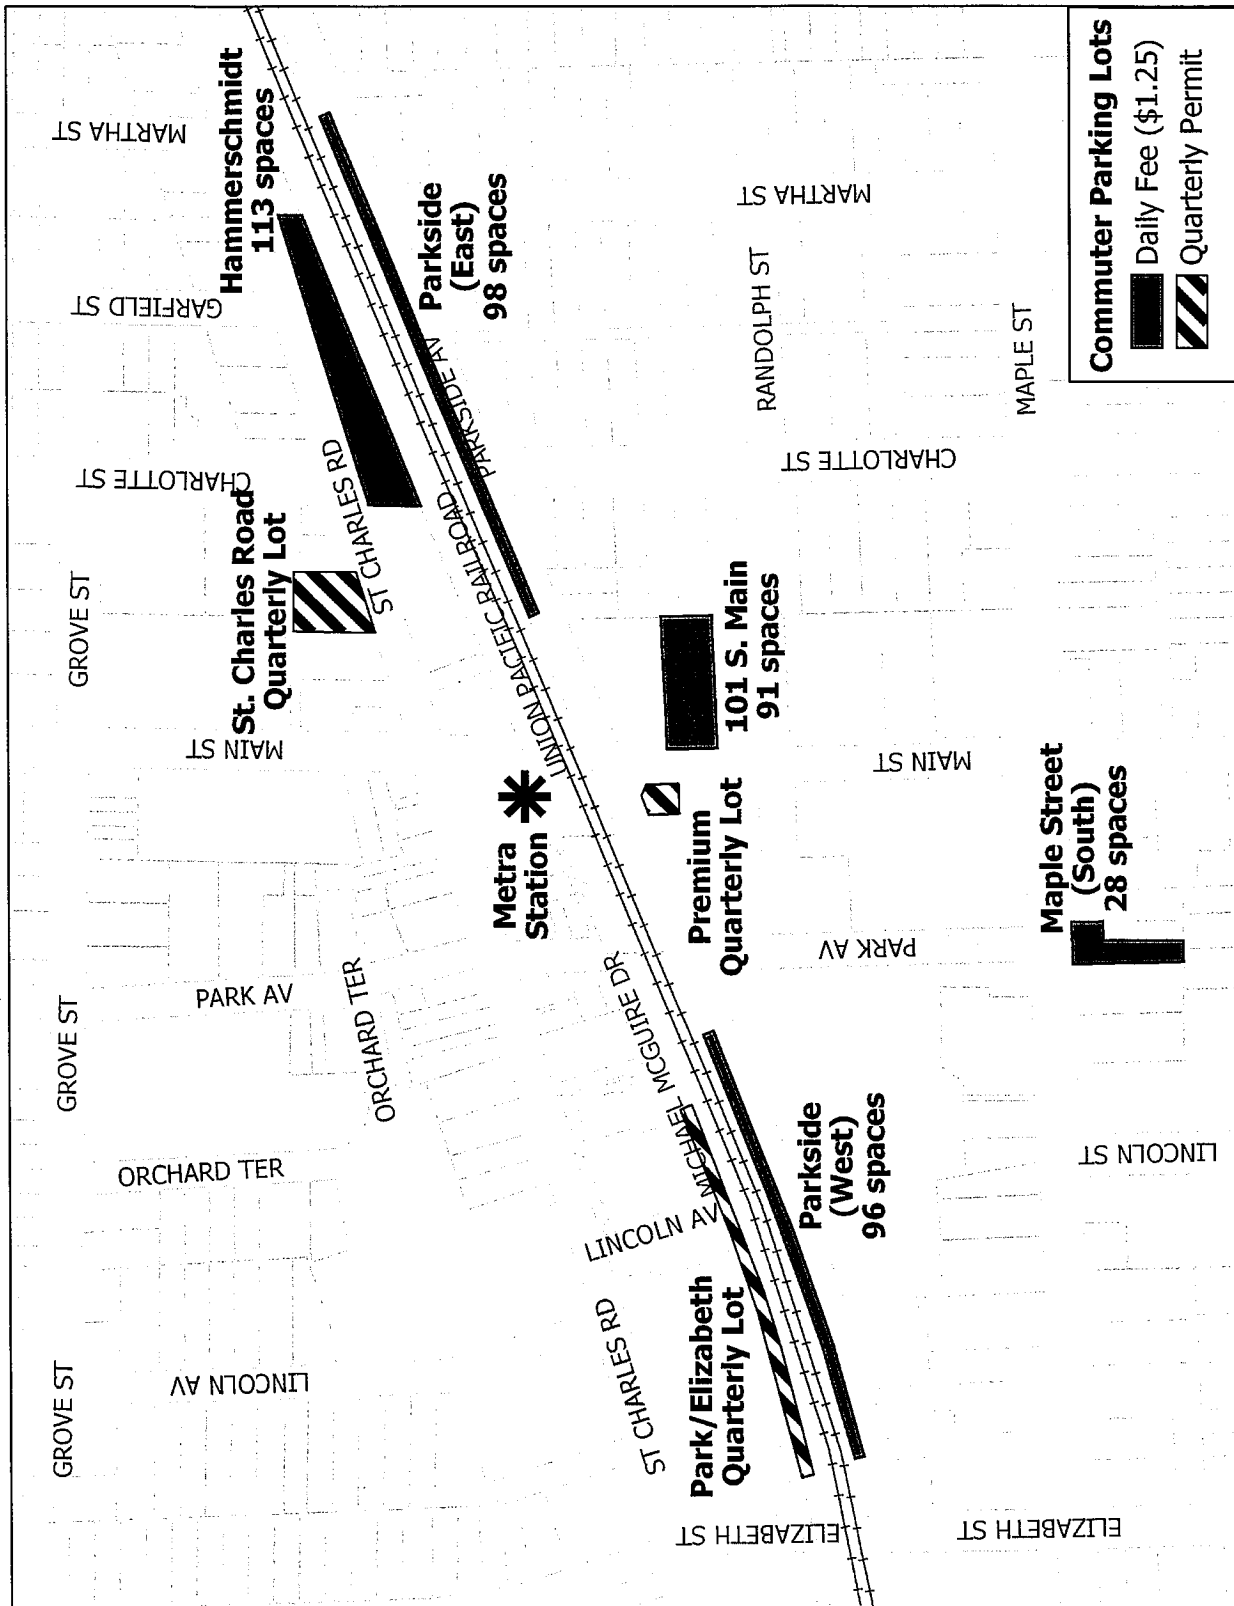 GROVE ST
GROVE ST
GROVE ST
LINCOLN AV
ORCHARD TER
PARK AV
ORCHARD TER
MAIN ST
St. Charles Road
Quarterly Lot
CHARLOTTE ST
GARFIELD ST
MARTHA ST
Hammerschmidt
113 spaces
ST CHARLES RD
ST CHARLES RD
LINCOLN AV
MICHAEL MCGUIRE DR
Metra
Station
UNION PACIFIC RAILROAD
PARKSIDE AV
Parkside
(East)
98 spaces
Park/Elizabeth
Quarterly Lot
ELIZABETH ST
Parkside
(West)
96 spaces
Premium
Quarterly Lot
101 S. Main
91 spaces
MARTHA ST
RANDOLPH ST
CHARLOTTE ST
MAIN ST
PARK AV
ELIZABETH ST
LINCOLN ST
Maple Street
(South)
28 spaces
MAPLE ST
Commuter Parking Lots
Daily Fee ($1.25)
Quarterly Permit